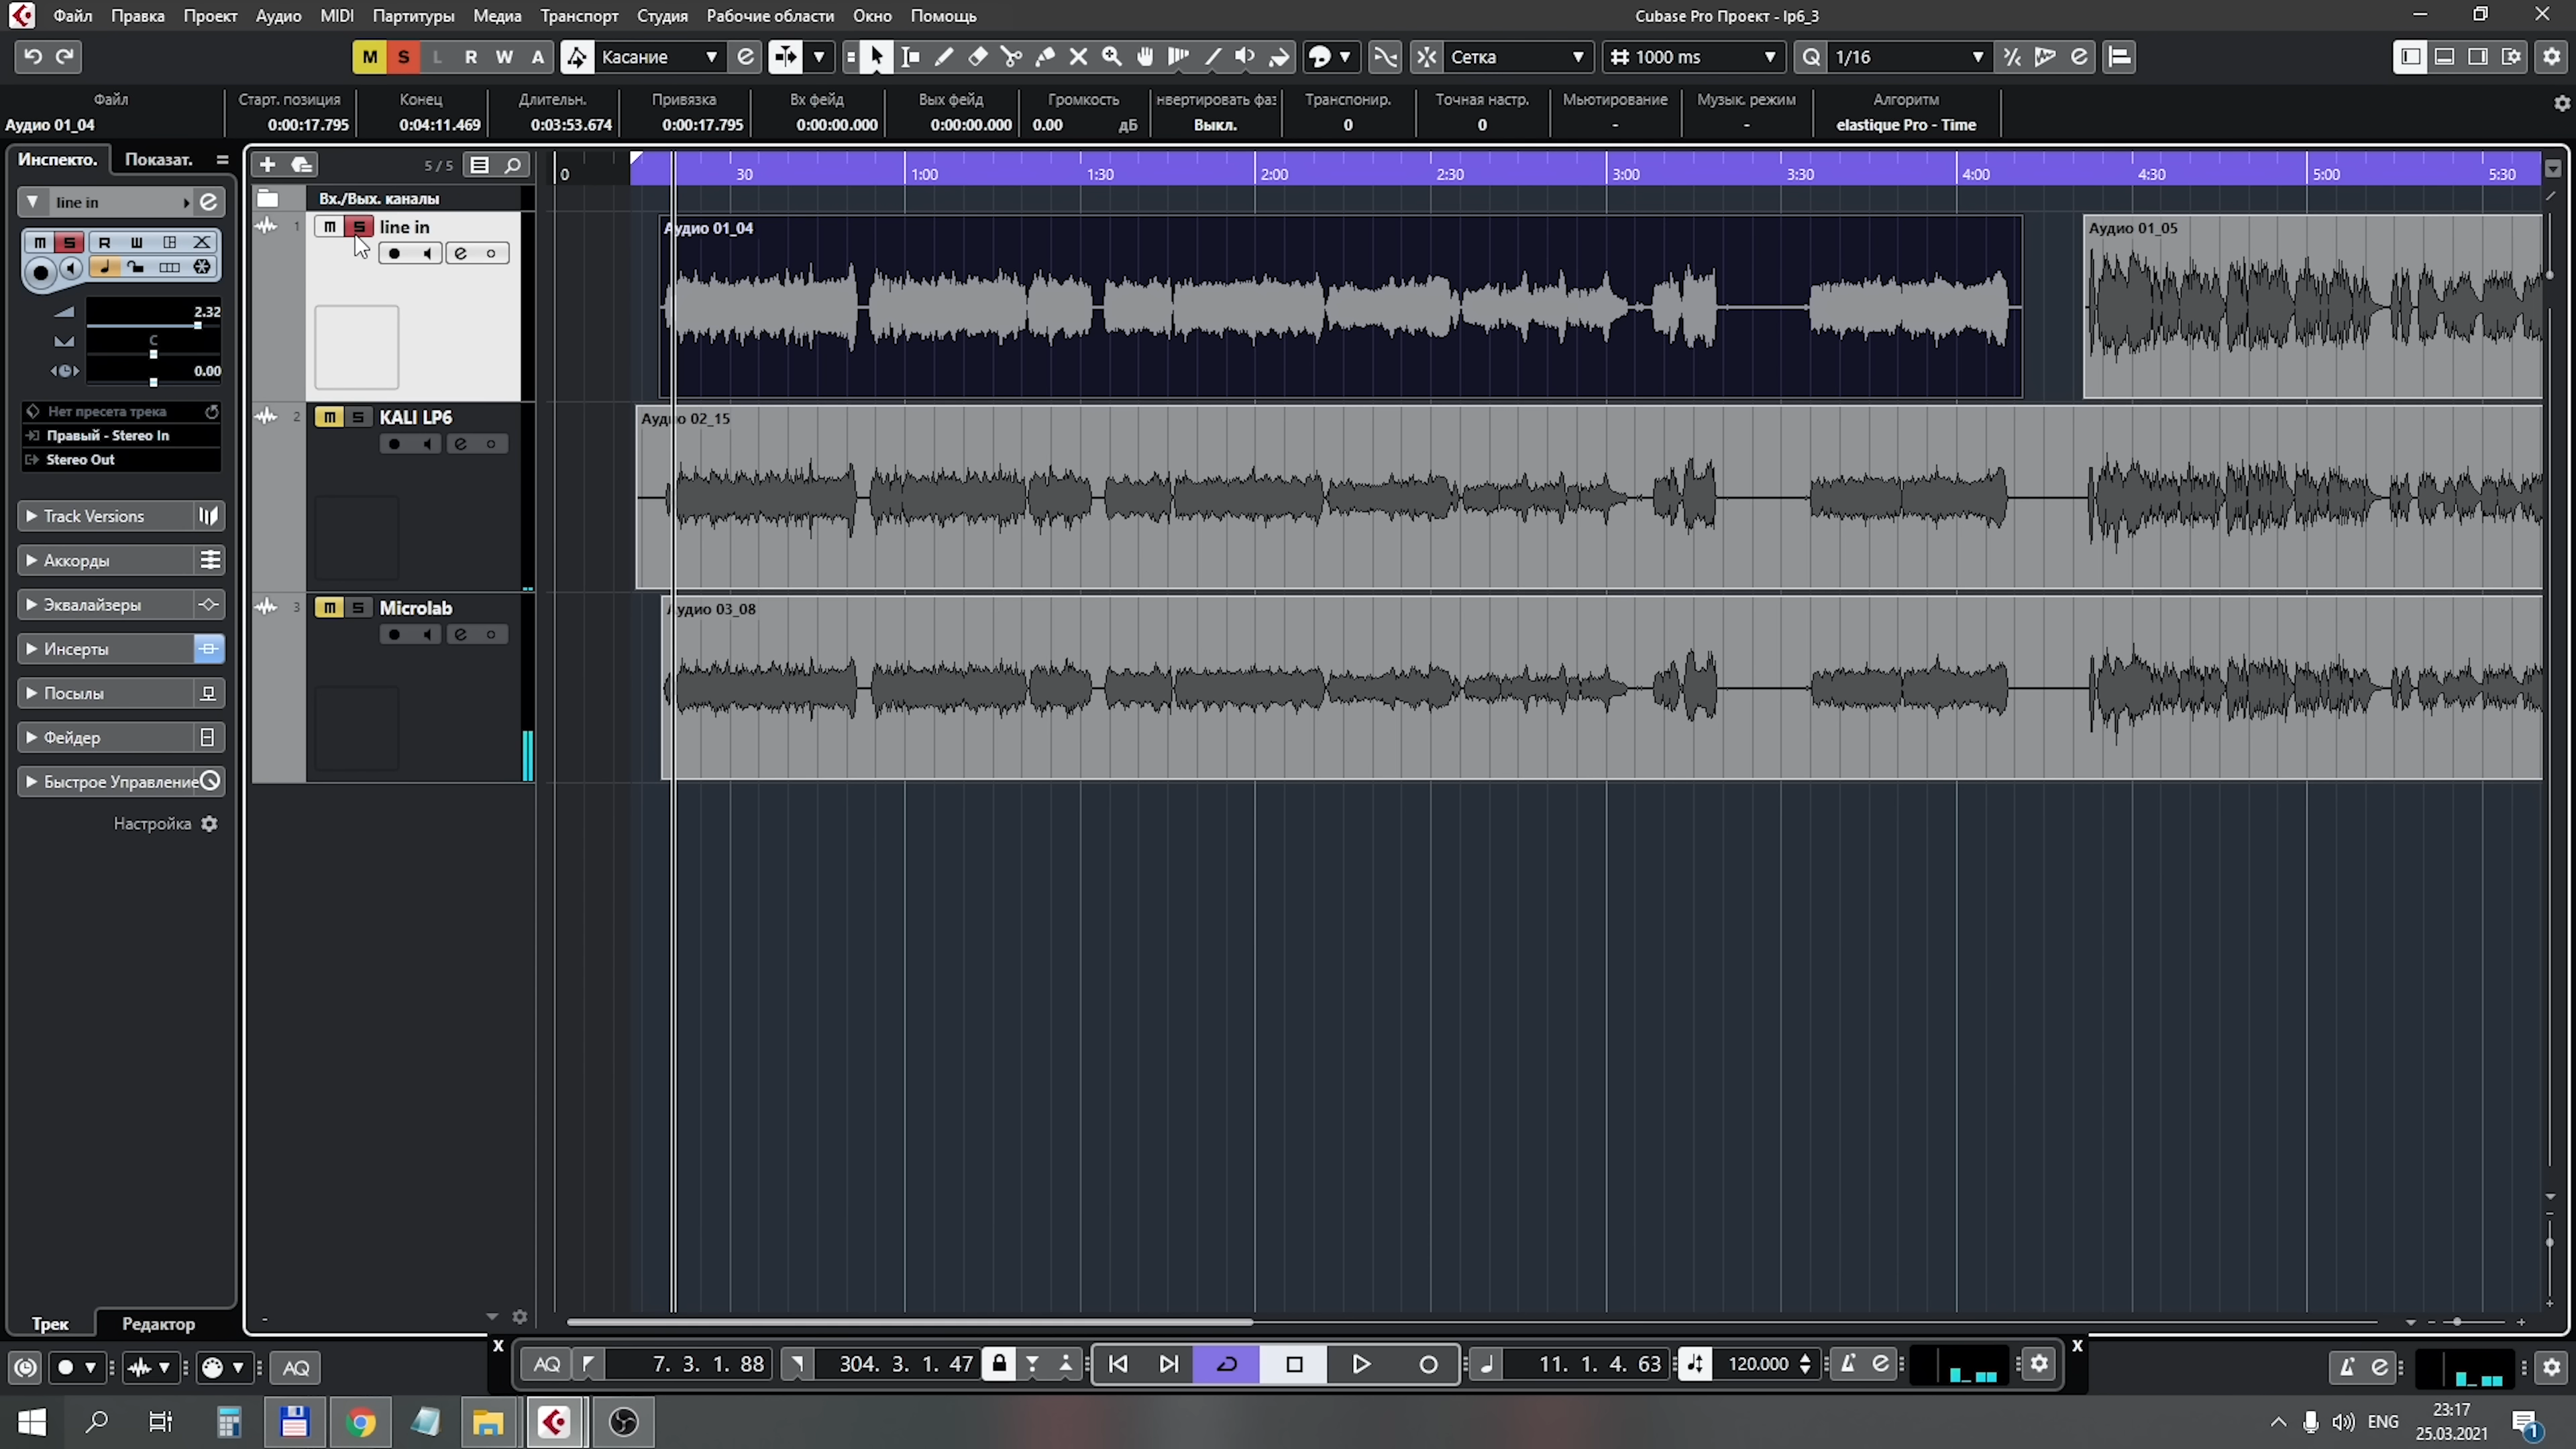 Файл Правка Проект Аудио MIDI Партитуры Медиа Транспорт Студия Рабочие области Окно Помощь Cubase Pro Проект - lp6_3
M S L R W A Касание Сетка 1000 ms Q 1/16
Файл Старт. позиция Конец Длительн. Привязка Вх фейд Вых фейд Громкость нвертировать фаз Транспонир. Точная настр. Мьютирование Музык. режим Алгоритм
Аудио 01_04 0:00:17.795 0:04:11.469 0:03:53.674 0:00:17.795 0:00:00.000 0:00:00.000 0.00 дБ Выкл. 0 0 - - elastique Pro - Time
Инспекто. Показат. 5 / 5
0 30 1:00 1:30 2:00 2:30 3:00 3:30 4:00 4:30 5:00 5:30
line in
Вх./Вых. каналы
1 m S line in
Аудио 01_04 Аудио 01_05
M S R W
2.32
C
0.00
Нет пресета трека
Правый - Stereo In
Stereo Out
2 m S KALI LP6
Аудио 02_15
Track Versions
Аккорды
Эквалайзеры
3 m S Microlab
Аудио 03_08
Инсерты
Посылы
Фейдер
Быстрое Управление
Настройка
Трек Редактор
X X
AQ AQ 7. 3. 1. 88 304. 3. 1. 47 11. 1. 4. 63 120.000
ENG 23:17
25.03.2021
1